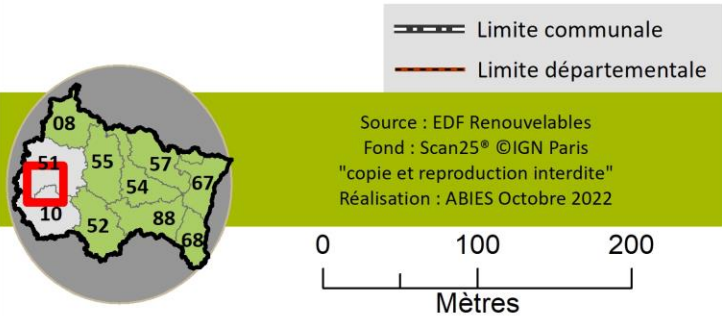 Limite communale
Limite départementale
Source : EDF Renouvelables
Fond : Scan25® ©IGN Paris
"copie et reproduction interdite"
Réalisation : ABIES Octobre 2022
08
51
55
57
67
54
10
52
88
68
0 100 200
Mètres